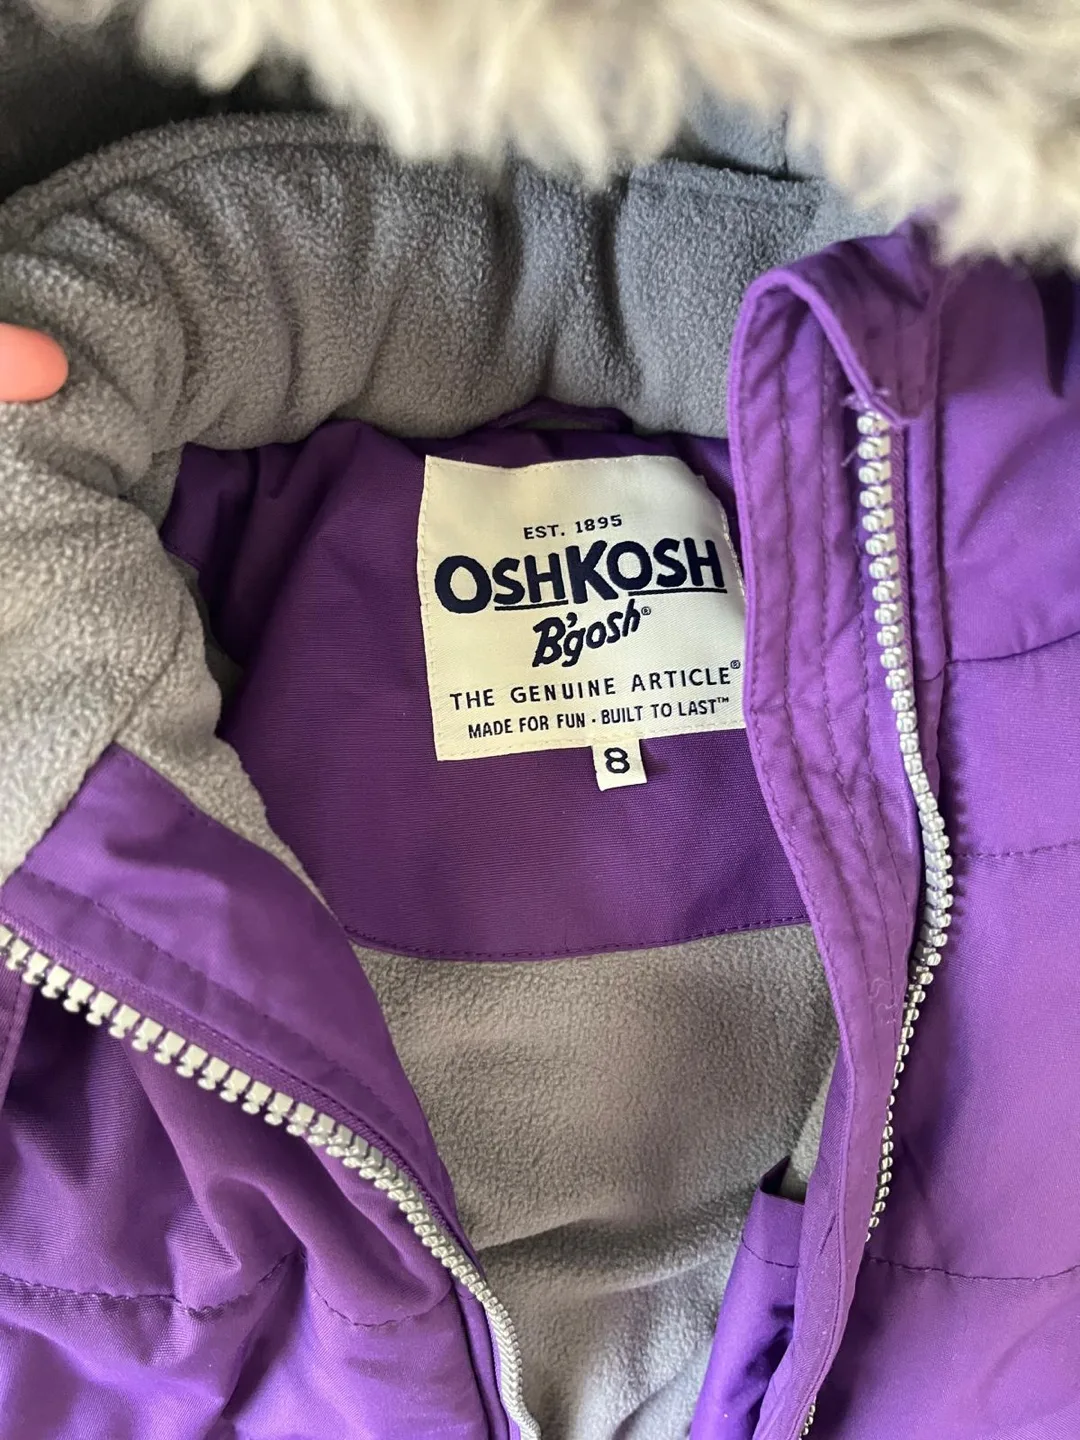 EST. 1895
OSHKOSH
B'gosh®
THE GENUINE ARTICLE®
MADE FOR FUN · BUILT TO LAST™
8